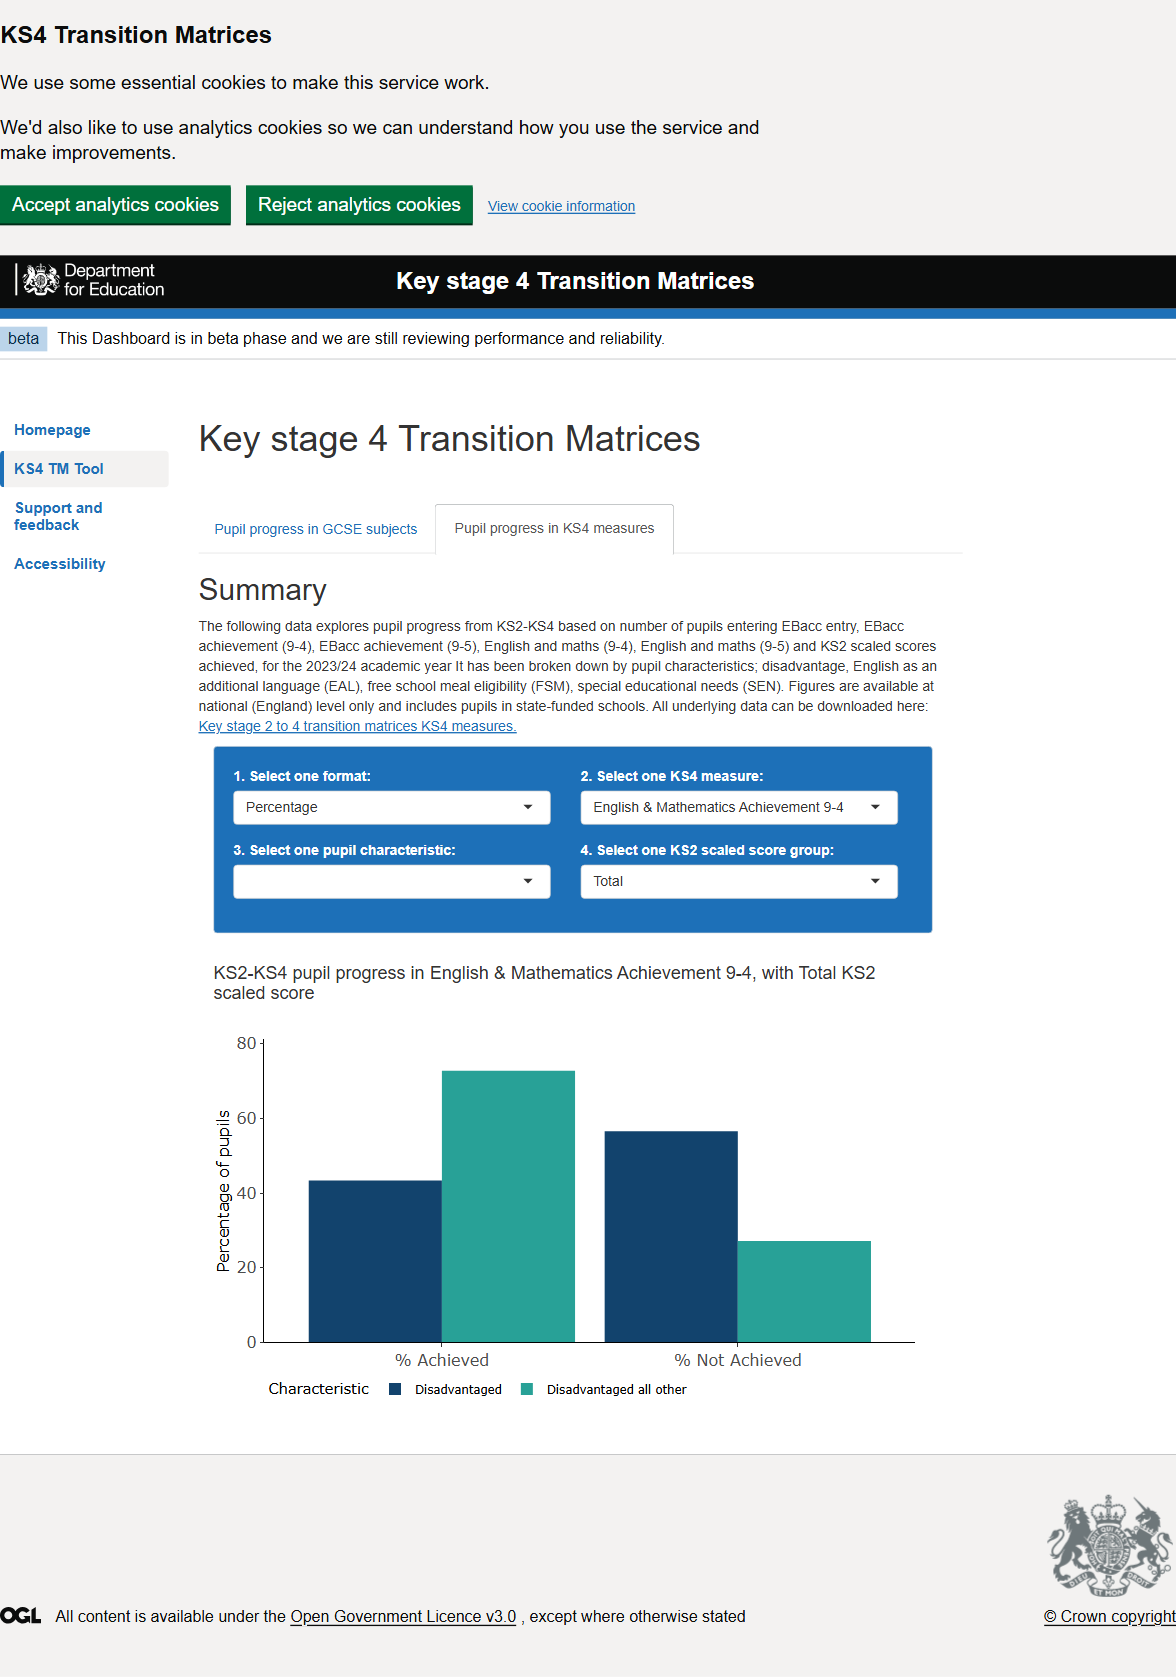 KS4 Transition Matrices
We use some essential cookies to make this service work.
We'd also like to use analytics cookies so we can understand how you use the service and
make improvements.
Accept analytics cookies
Reject analytics cookies
View cookie information
Department
for Education
Key stage 4 Transition Matrices
beta
This Dashboard is in beta phase and we are still reviewing performance and reliability.
Homepage
KS4 TM Tool
Support and
feedback
Accessibility
Key stage 4 Transition Matrices
Pupil progress in GCSE subjects
Pupil progress in KS4 measures
Summary
The following data explores pupil progress from KS2-KS4 based on number of pupils entering EBacc entry, EBacc
achievement (9-4), EBacc achievement (9-5), English and maths (9-4), English and maths (9-5) and KS2 scaled scores
achieved, for the 2023/24 academic year It has been broken down by pupil characteristics; disadvantage, English as an
additional language (EAL), free school meal eligibility (FSM), special educational needs (SEN). Figures are available at
national (England) level only and includes pupils in state-funded schools. All underlying data can be downloaded here:
Key stage 2 to 4 transition matrices KS4 measures.
1. Select one format:
Percentage
2. Select one KS4 measure:
English & Mathematics Achievement 9-4
3. Select one pupil characteristic:
4. Select one KS2 scaled score group:
Total
KS2-KS4 pupil progress in English & Mathematics Achievement 9-4, with Total KS2
scaled score
Percentage of pupils
80
60
40
20
0
% Achieved
% Not Achieved
Characteristic
Disadvantaged
Disadvantaged all other
OGL
All content is available under the Open Government Licence v3.0 , except where otherwise stated
© Crown copyright